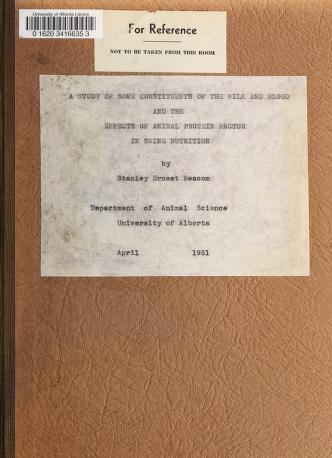 University of Alberta Library
0 1620 3416635 3
For Reference
NOT TO BE TAKEN FROM THIS ROOM
A STUDY OF SOME CONSTITUENTS OF THE MILK AND BLOOD
AND THE
EFFECTS OF ANIMAL PROTEIN FACTOR
IN SWINE NUTRITION
by
Stanley Ernest Beacom
Department of Animal Science
University of Alberta
April 1951